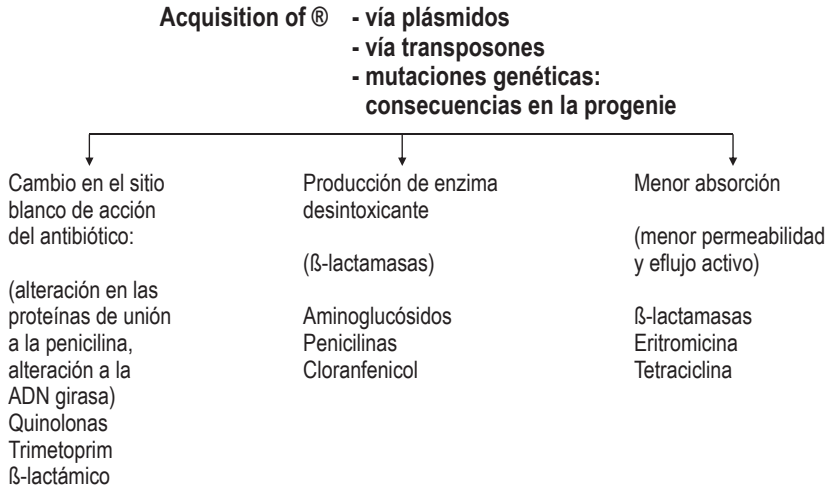 Acquisition of ® - vía plásmidos
- vía transposones
- mutaciones genéticas:
consecuencias en la progenie
Cambio en el sitio
blanco de acción
del antibiótico:
(alteración en las
proteínas de unión
a la penicilina,
alteración a la
ADN girasa)
Quinolonas
Trimetoprim
ß-lactámico
Producción de enzima
desintoxicante
(ß-lactamasas)
Aminoglucósidos
Penicilinas
Cloranfenicol
Menor absorción
(menor permeabilidad
y eflujo activo)
ß-lactamasas
Eritromicina
Tetraciclina